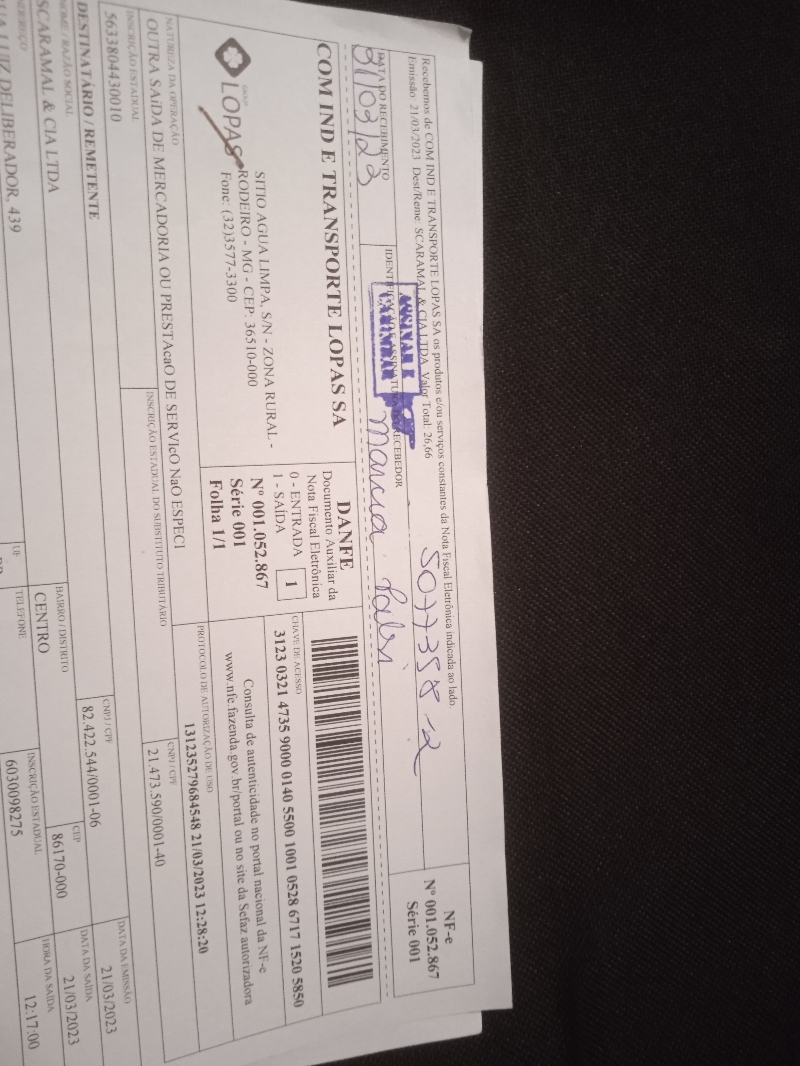 Recebemos de COM IND E TRANSPORTE LOPAS SA os produtos e/ou serviços constantes da Nota Fiscal Eletrônica indicada ao lado.
Emissão: 21/03/2023 Dest/Reme: SCARAMAL & CIA LTDA Valor Total: 26,66
NF-e
Nº 001.052.867
Série 001
5077358-2
DATA DO RECEBIMENTO
31/03/23
IDENTIFICAÇÃO E ASSINATURA DO RECEBEDOR
ASSINAR E
CARIMBAR
Marcia
COM IND E TRANSPORTE LOPAS SA
GRUPO
LOPAS
SITIO AGUA LIMPA, S/N - ZONA RURAL -
RODEIRO - MG - CEP: 36510-000
Fone: (32)3577-3300
DANFE
Documento Auxiliar da
Nota Fiscal Eletrônica
0 - ENTRADA
1 - SAÍDA
1
Nº 001.052.867
Série 001
Folha 1/1
CHAVE DE ACESSO
3123 0321 4735 9000 0140 5500 1001 0528 6717 1520 5850
Consulta de autenticidade no portal nacional da NF-e
www.nfe.fazenda.gov.br/portal ou no site da Sefaz autorizadora
NATUREZA DA OPERAÇÃO
OUTRA SAíDA DE MERCADORIA OU PRESTAcaO DE SERVIcO NaO ESPECI
PROTOCOLO DE AUTORIZAÇÃO DE USO
131235279684548 21/03/2023 12:28:20
INSCRIÇÃO ESTADUAL
5633804430010
INSCRIÇÃO ESTADUAL DO SUBSTITUTO TRIBUTÁRIO
CNPJ / CPF
21.473.590/0001-40
DESTINATÁRIO / REMETENTE
NOME / RAZÃO SOCIAL
SCARAMAL & CIA LTDA
CNPJ / CPF
82.422.544/0001-06
DATA DA EMISSÃO
21/03/2023
ENDEREÇO
RUA LUIZ DELIBERADOR, 439
BAIRRO / DISTRITO
CENTRO
CEP
86170-000
DATA DA SAÍDA
21/03/2023
UF
TELEFONE
INSCRIÇÃO ESTADUAL
6030098275
HORA DA SAÍDA
12:17:00